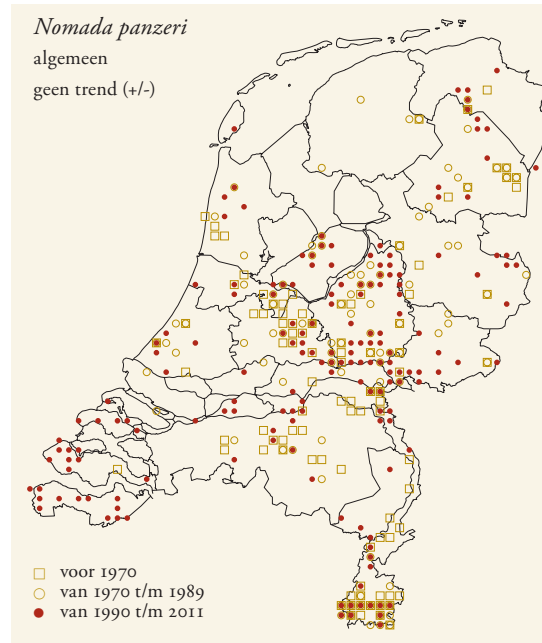 Nomada panzeri
algemeen
geen trend (+/-)
voor 1970
van 1970 t/m 1989
van 1990 t/m 2011